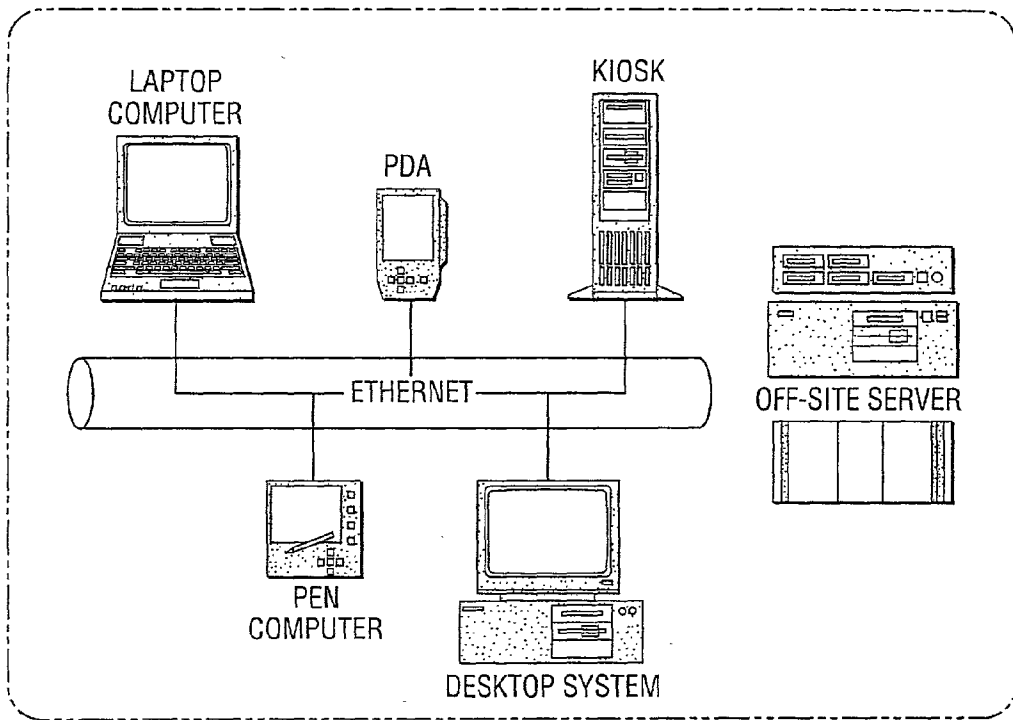 LAPTOP
COMPUTER
PDA
KIOSK
ETHERNET
OFF-SITE SERVER
PEN
COMPUTER
DESKTOP SYSTEM